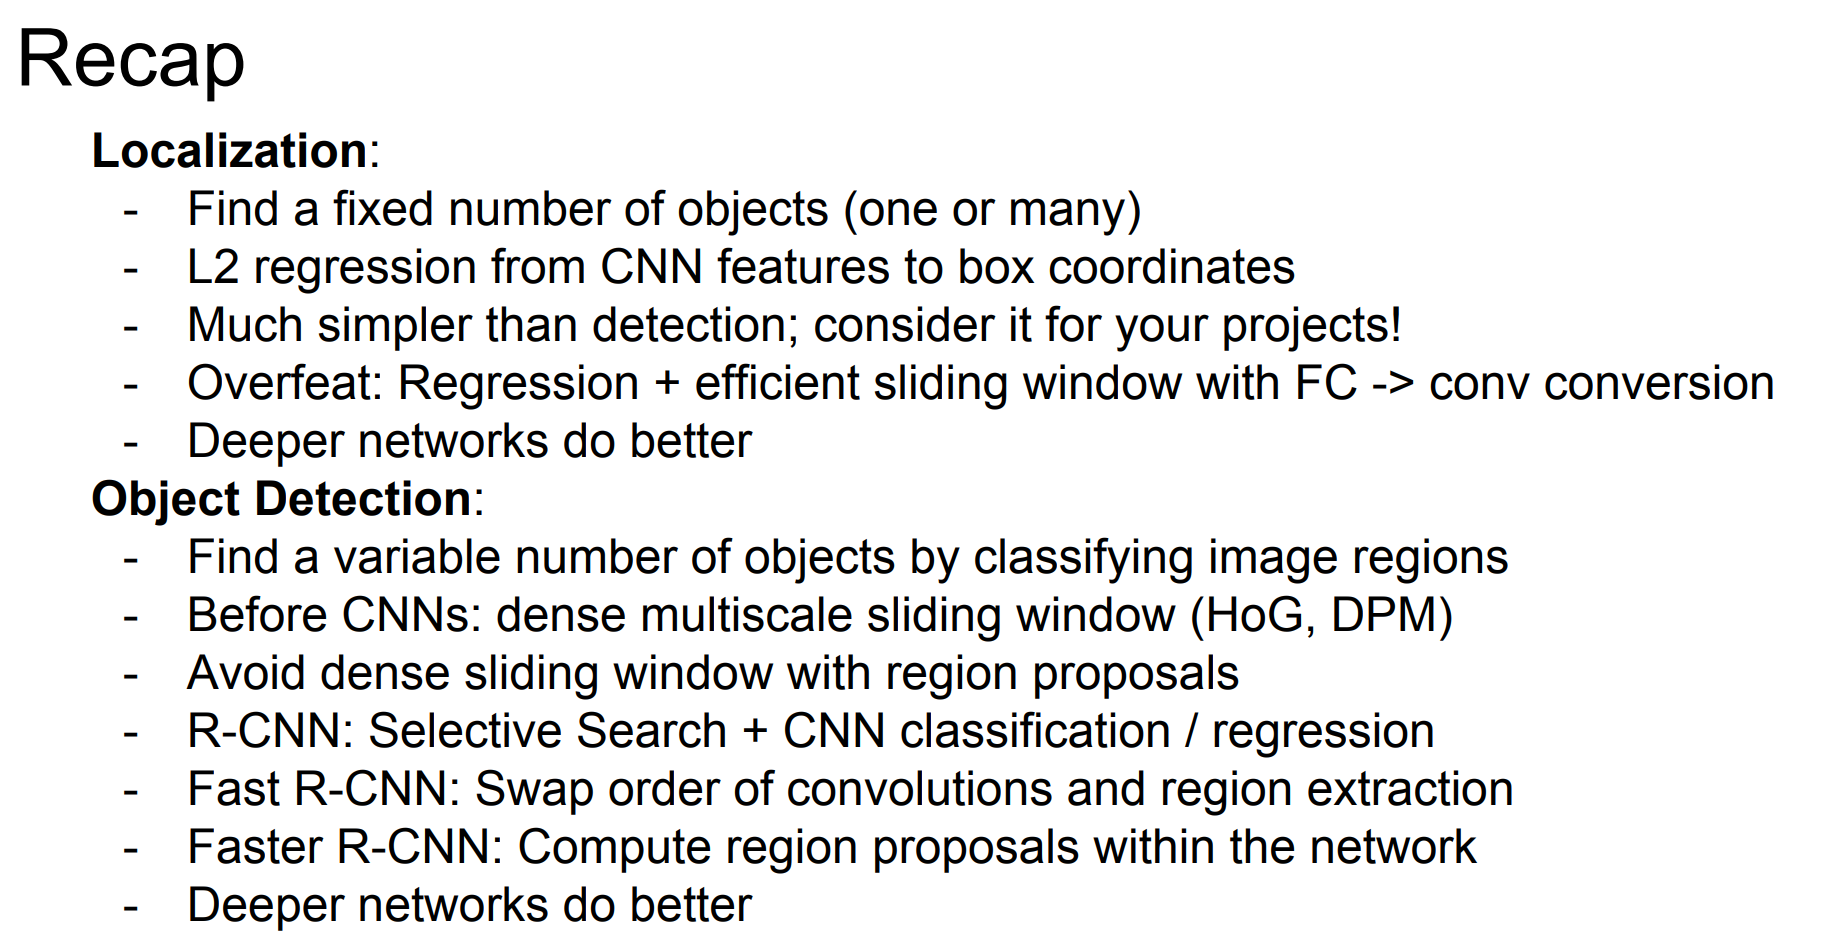 Recap
Localization:
- Find a fixed number of objects (one or many)
- L2 regression from CNN features to box coordinates
- Much simpler than detection; consider it for your projects!
- Overfeat: Regression + efficient sliding window with FC -> conv conversion
- Deeper networks do better
Object Detection:
- Find a variable number of objects by classifying image regions
- Before CNNs: dense multiscale sliding window (HoG, DPM)
- Avoid dense sliding window with region proposals
- R-CNN: Selective Search + CNN classification / regression
- Fast R-CNN: Swap order of convolutions and region extraction
- Faster R-CNN: Compute region proposals within the network
- Deeper networks do better